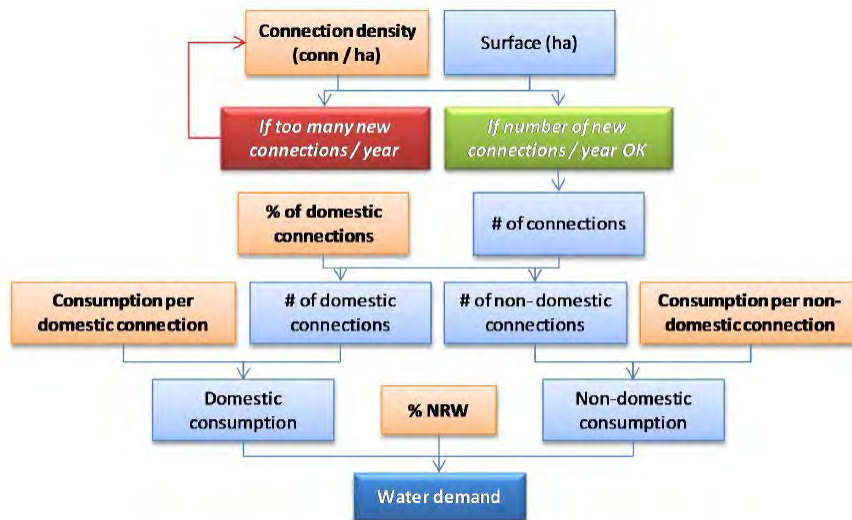 Connection density
(conn / ha)
Surface (ha)
If too many new
connections / year
If number of new
connections / year OK
% of domestic
connections
# of connections
Consumption per
domestic connection
# of domestic
connections
# of non- domestic
connections
Consumption per non-
domestic connection
Domestic
consumption
% NRW
Non-domestic
consumption
Water demand